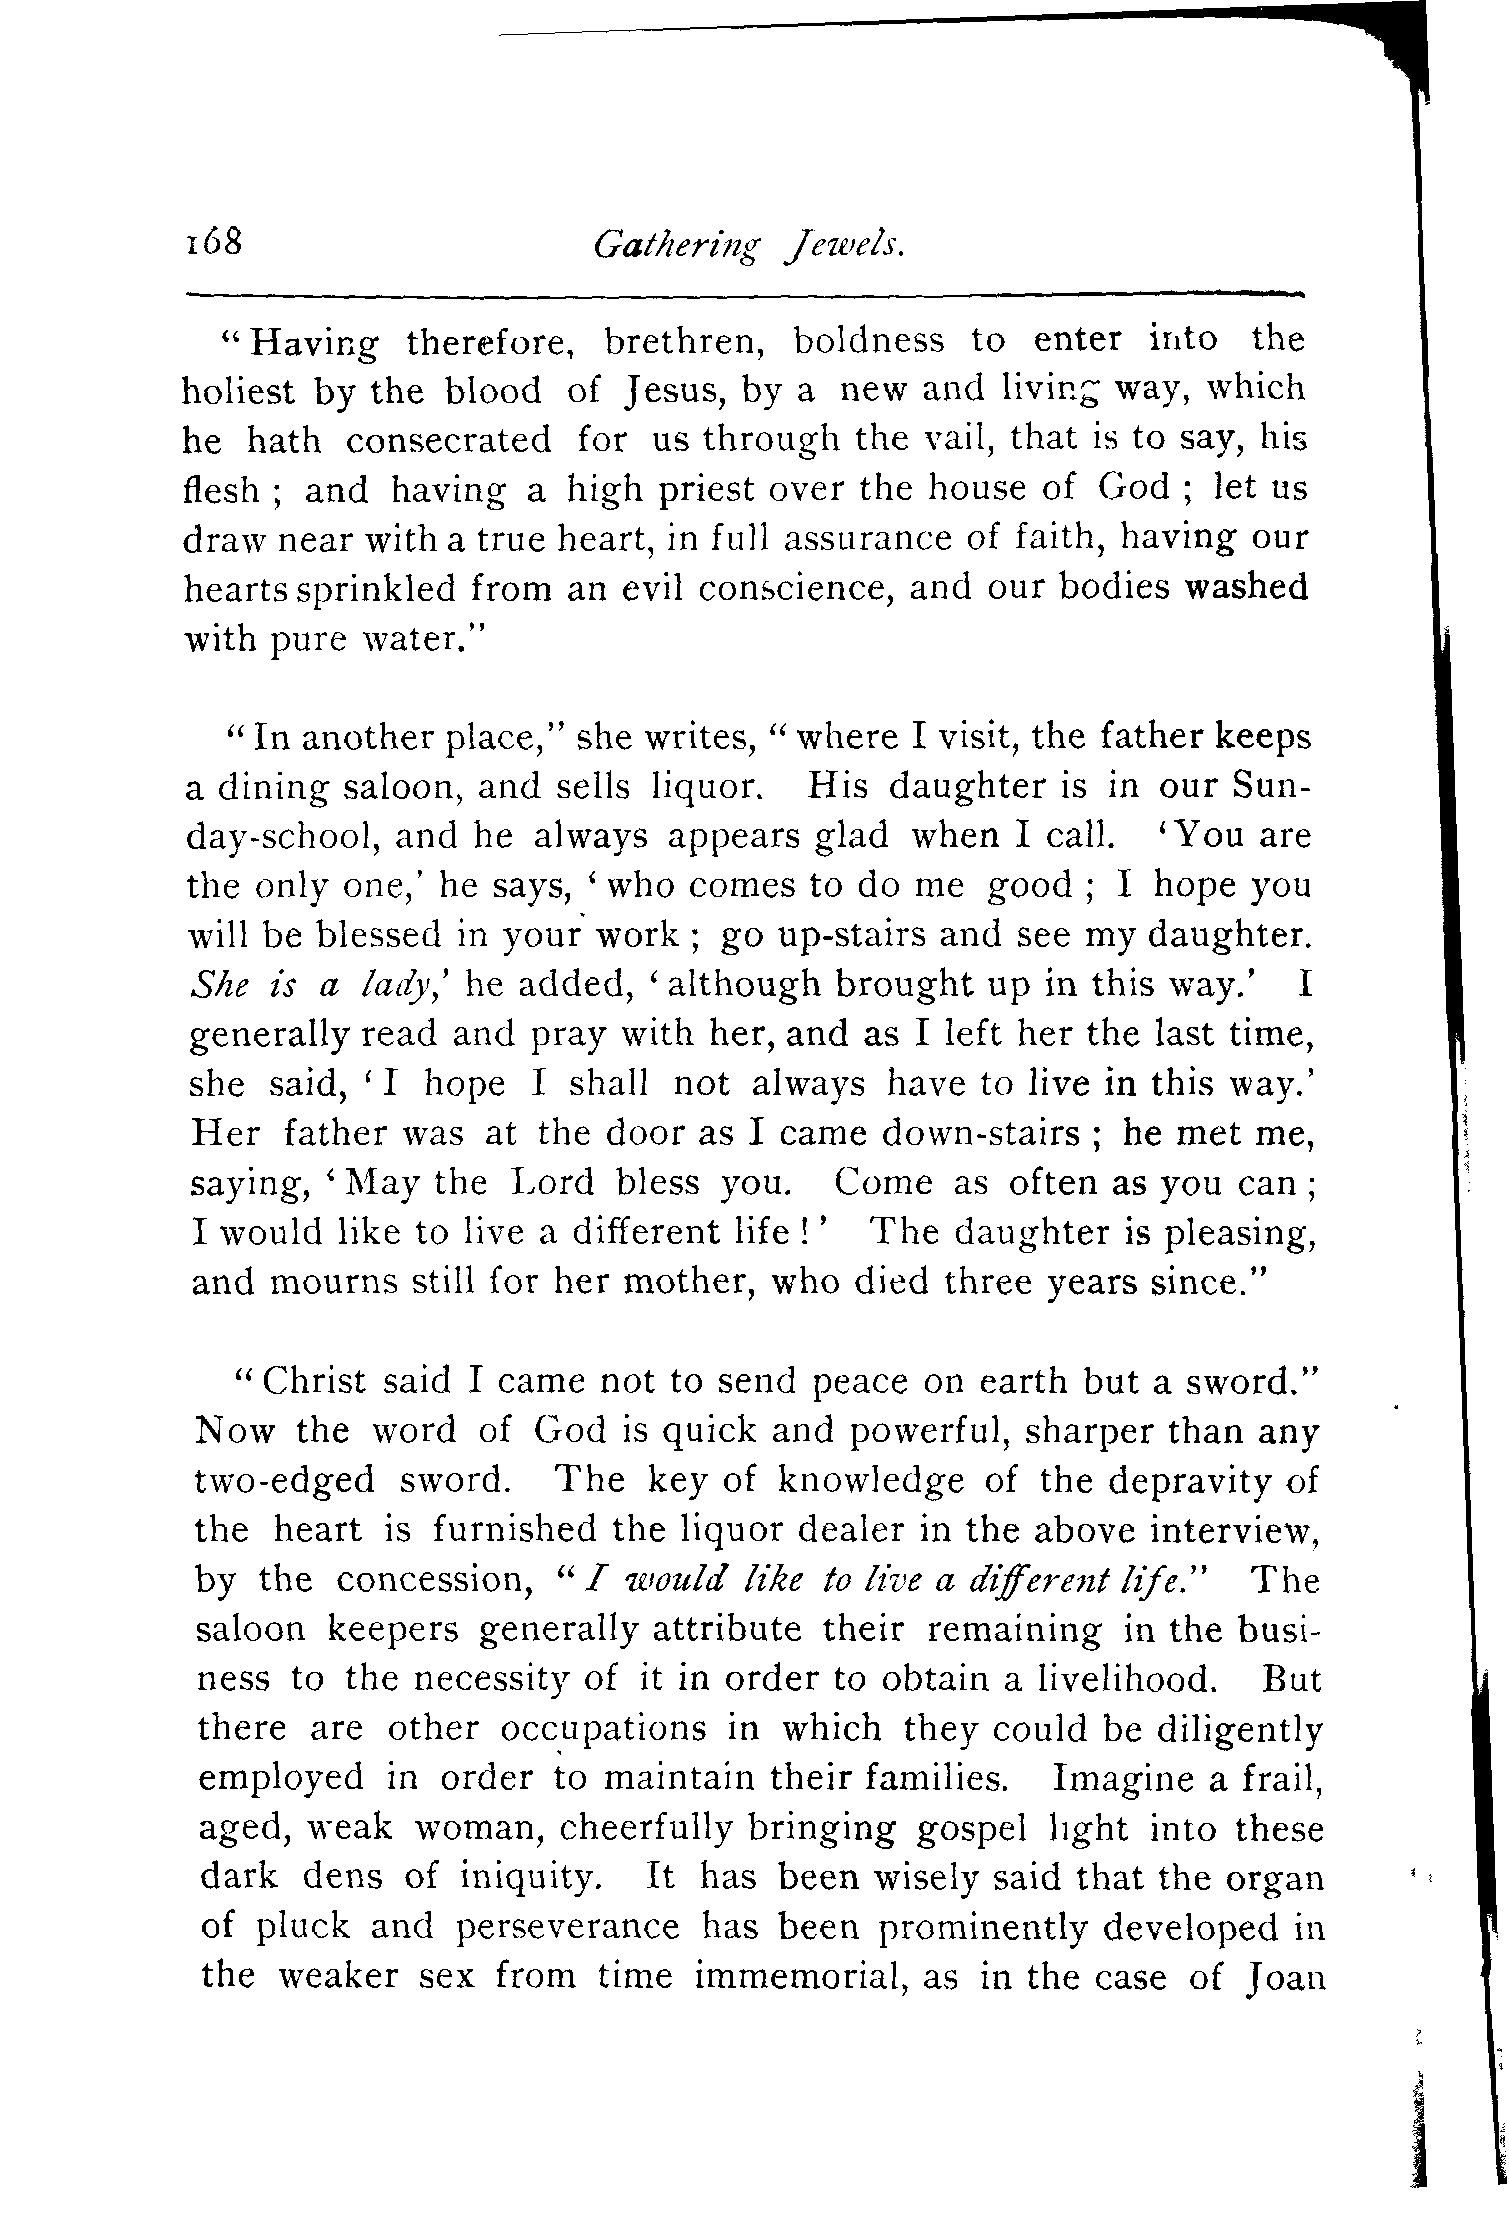 168 Gathering Jewels.
“Having therefore, brethren, boldness to enter into the
holiest by the blood of Jesus, by a new and living way, which
he hath consecrated for us through the vail, that is to say, his
flesh ; and having a high priest over the house of God ; let us
draw near with a true heart, in full assurance of faith, having our
hearts sprinkled from an evil conscience, and our bodies washed
with pure water.”
“In another place,” she writes, “where I visit, the father keeps
a dining saloon, and sells liquor. His daughter is in our Sun-
day-school, and he always appears glad when I call. ‘You are
the only one,’ he says, ‘who comes to do me good ; I hope you
will be blessed in your work ; go up-stairs and see my daughter.
She is a lady,’ he added, ‘although brought up in this way.’ I
generally read and pray with her, and as I left her the last time,
she said, ‘I hope I shall not always have to live in this way.’
Her father was at the door as I came down-stairs ; he met me,
saying, ‘May the Lord bless you. Come as often as you can ;
I would like to live a different life !’ The daughter is pleasing,
and mourns still for her mother, who died three years since.”
“Christ said I came not to send peace on earth but a sword.”
Now the word of God is quick and powerful, sharper than any
two-edged sword. The key of knowledge of the depravity of
the heart is furnished the liquor dealer in the above interview,
by the concession, “I would like to live a different life.” The
saloon keepers generally attribute their remaining in the busi-
ness to the necessity of it in order to obtain a livelihood. But
there are other occupations in which they could be diligently
employed in order to maintain their families. Imagine a frail,
aged, weak woman, cheerfully bringing gospel light into these
dark dens of iniquity. It has been wisely said that the organ
of pluck and perseverance has been prominently developed in
the weaker sex from time immemorial, as in the case of Joan